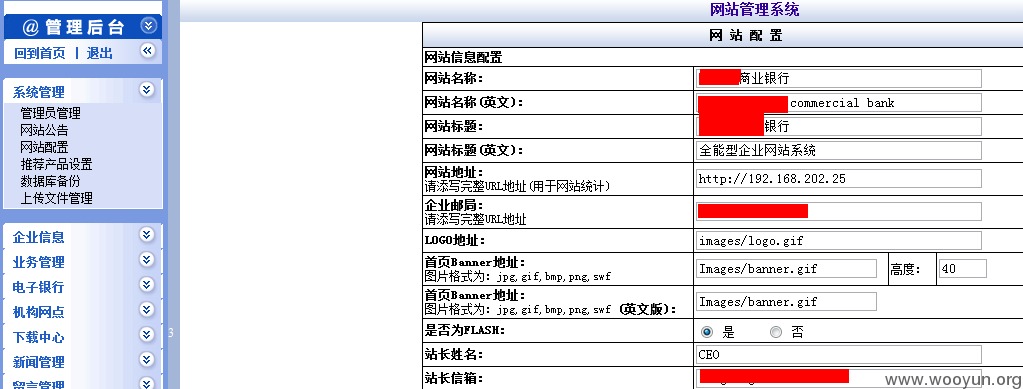 @ 管理后台
回到首页 | 退出
系统管理
管理员管理
网站公告
网站配置
推荐产品设置
数据库备份
上传文件管理
企业信息
业务管理
电子银行
机构网点
下载中心
新闻管理
留言管理
3
网站管理系统
网 站 配 置
网站信息配置
网站名称: 商业银行
网站名称(英文): commercial bank
网站标题: 银行
网站标题(英文): 全能型企业网站系统
网站地址: http://192.168.202.25
请添写完整URL地址(用于网站统计)
企业邮局:
请添写完整URL地址
LOGO地址: images/logo.gif
首页Banner地址: Images/banner.gif 高度: 40
图片格式为: jpg,gif,bmp,png,swf
首页Banner地址: Images/banner.gif
图片格式为: jpg,gif,bmp,png,swf (英文版):
是否为FLASH: 是 否
站长姓名: CEO
站长信箱:
www.wooyun.org